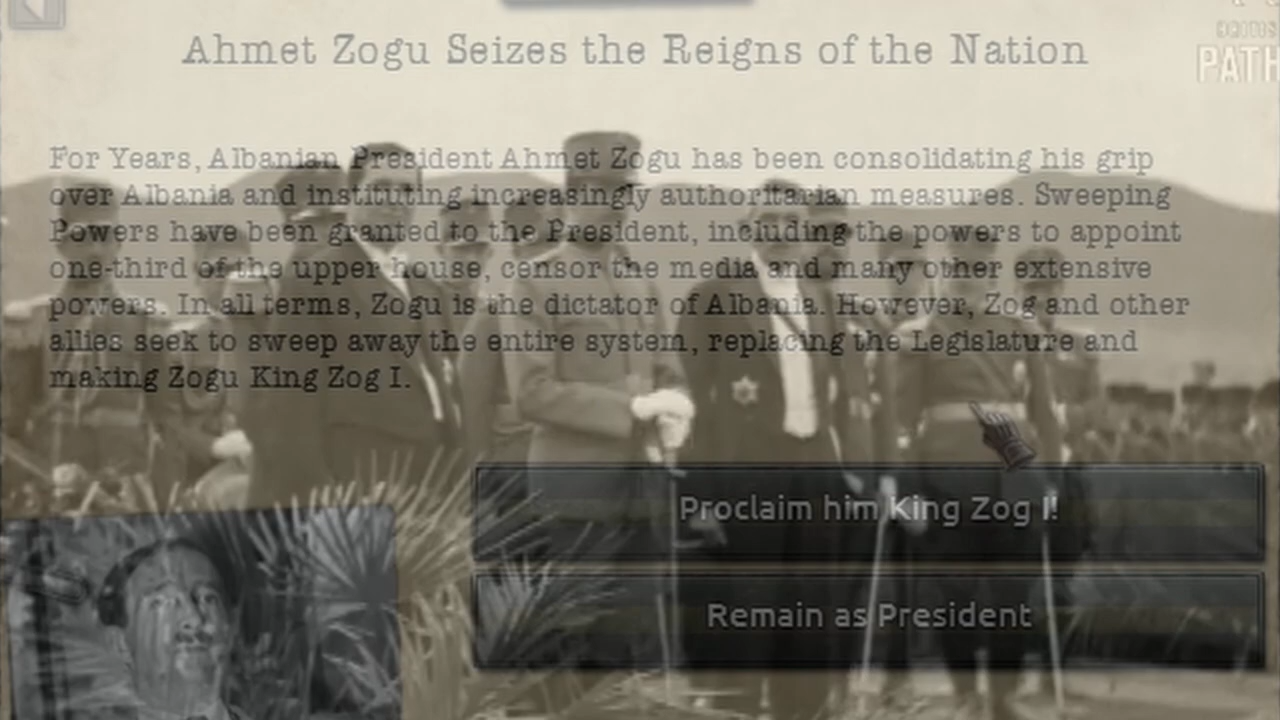 Ahmet Zogu Seizes the Reigns of the Nation
PATH
For Years, Albanian President Ahmet Zogu has been consolidating his grip
over Albania and instituting increasingly authoritarian measures. Sweeping
Powers have been granted to the President, including the powers to appoint
one-third of the upper house, censor the media and many other extensive
powers. In all terms, Zogu is the dictator of Albania. However, Zog and other
allies seek to sweep away the entire system, replacing the Legislature and
making Zogu King Zog I.
Proclaim him King Zog I!
Remain as President